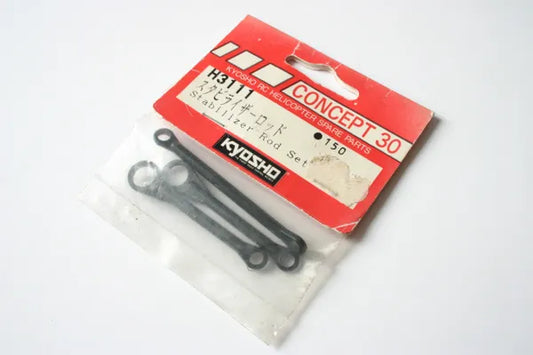 CONCEPT 30
KYOSHO RC HELICOPTER SPARE PARTS
H3111
スタビライザーロッド
Stabilizer Rod Set
●150
KYOSHO